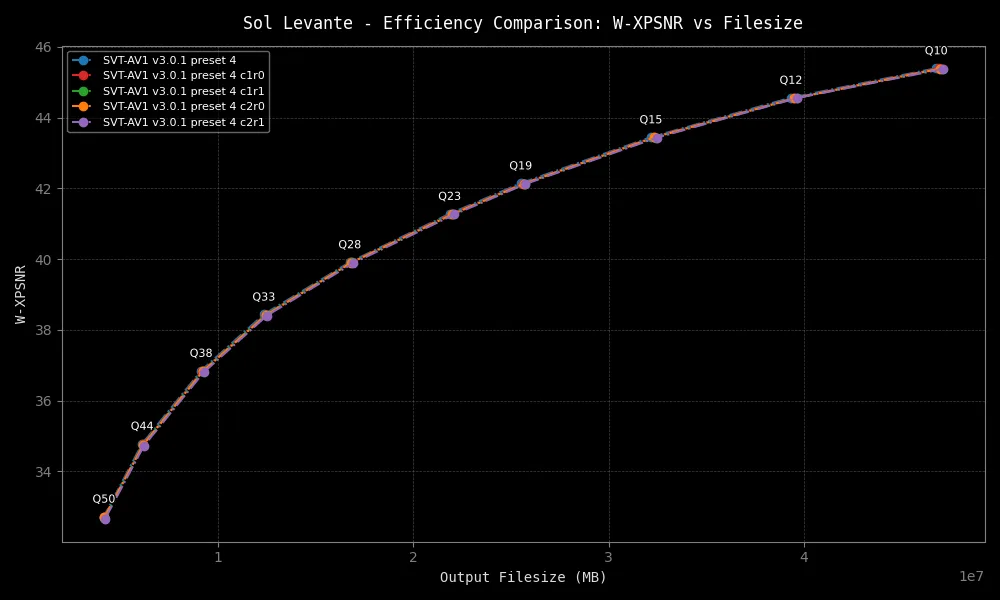 Sol Levante - Efficiency Comparison: W-XPSNR vs Filesize
46
44
42
40
38
36
34
W-XPSNR
SVT-AV1 v3.0.1 preset 4
SVT-AV1 v3.0.1 preset 4 c1r0
SVT-AV1 v3.0.1 preset 4 c1r1
SVT-AV1 v3.0.1 preset 4 c2r0
SVT-AV1 v3.0.1 preset 4 c2r1
Q10
Q12
Q15
Q19
Q23
Q28
Q33
Q38
Q44
Q50
1
2
3
4
1e7
Output Filesize (MB)